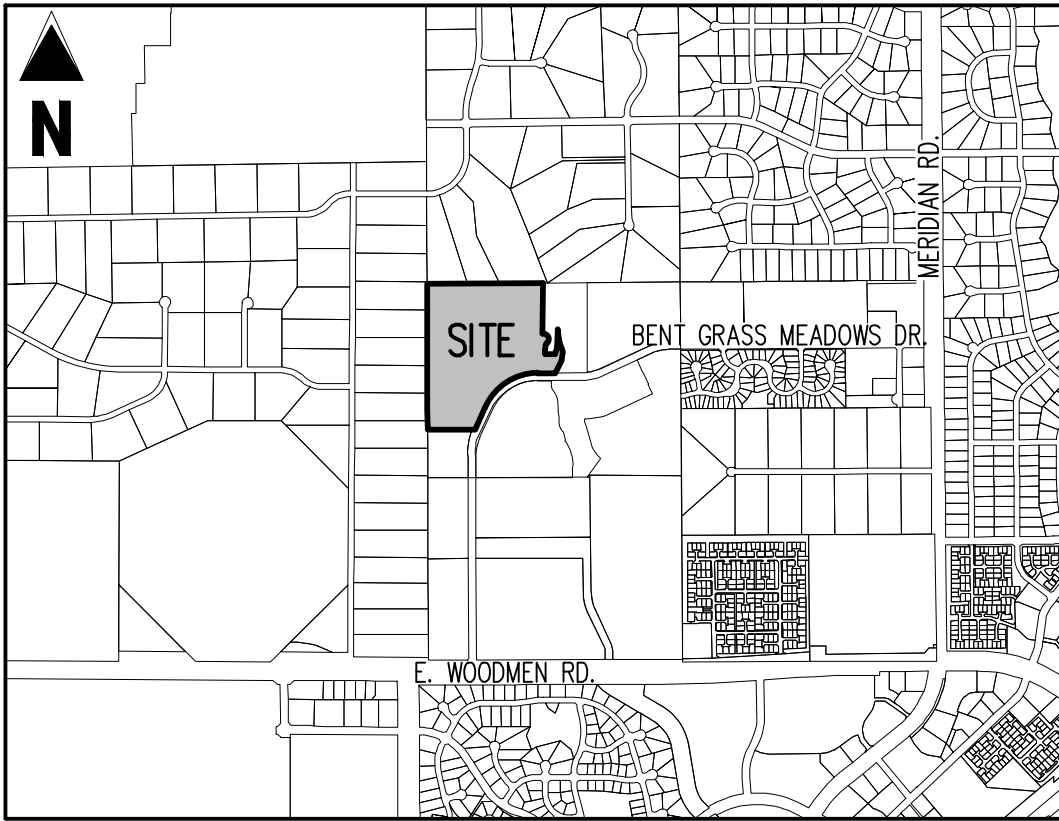 N
MERIDIAN RD.
SITE
BENT GRASS MEADOWS DR.
E. WOODMEN RD.